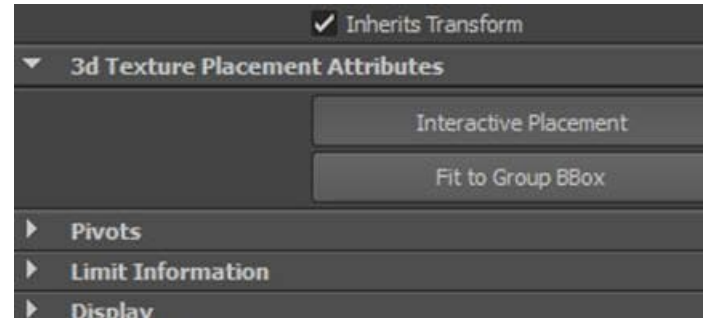 Inherits Transform
3d Texture Placement Attributes
Interactive Placement
Fit to Group BBox
Pivots
Limit Information
Display